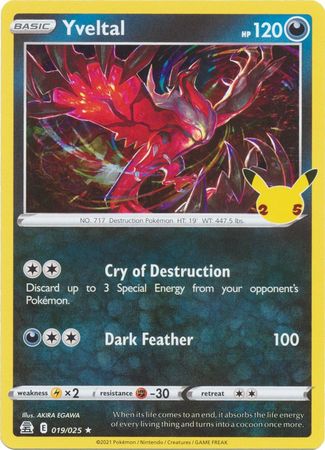 BASIC Yveltal HP 120
25
NO. 717 Destruction Pokémon HT: 19' WT: 447.5 lbs.
Cry of Destruction
Discard up to 3 Special Energy from your opponent's
Pokémon.
Dark Feather 100
weakness ×2 resistance -30 retreat
Illus. AKIRA EGAWA
E 019/025 ★
When its life comes to an end, it absorbs the life energy
of every living thing and turns into a cocoon once more.
©2021 Pokémon / Nintendo / Creatures / GAME FREAK